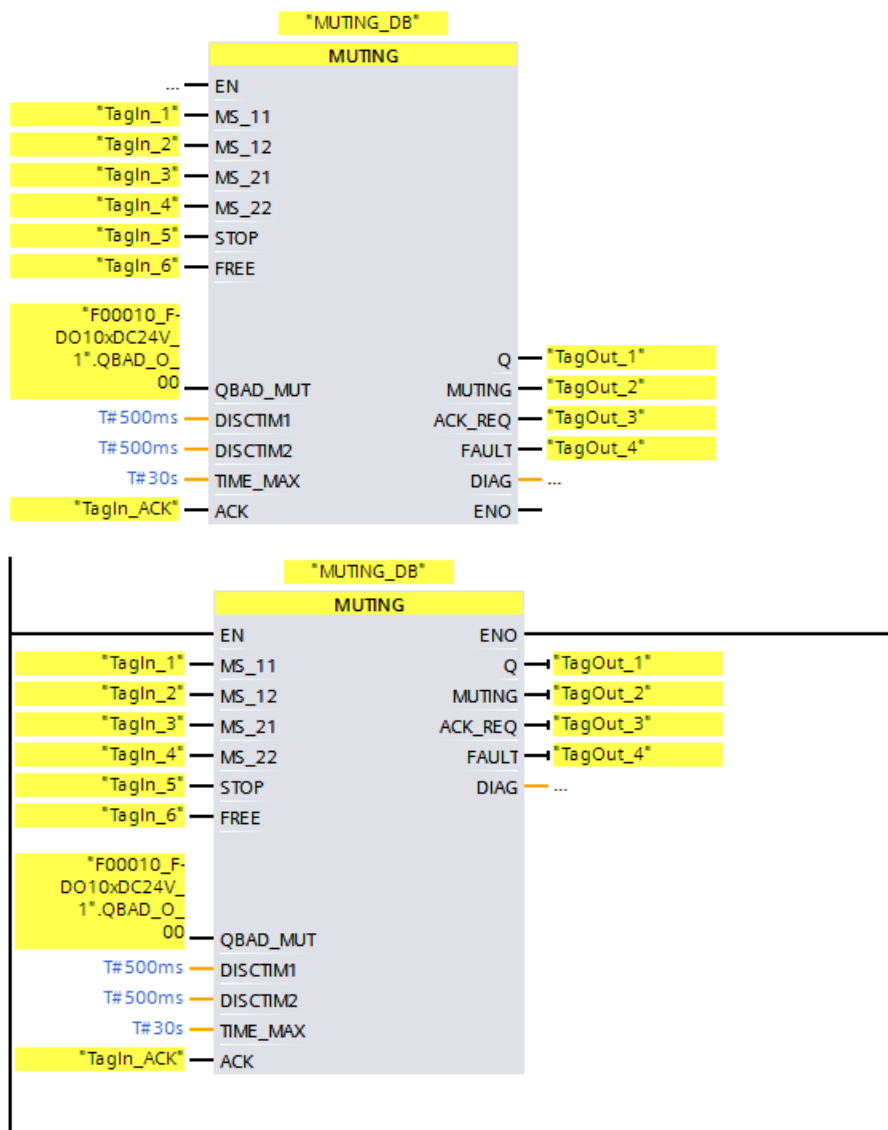 "MUTING_DB"
MUTING
... EN
"TagIn_1" MS_11
"TagIn_2" MS_12
"TagIn_3" MS_21
"TagIn_4" MS_22
"TagIn_5" STOP
"TagIn_6" FREE
"F00010_F-
DO10xDC24V_
1".QBAD_O_
00 QBAD_MUT
Q "TagOut_1"
MUTING "TagOut_2"
T#500ms DISCTIM1 ACK_REQ "TagOut_3"
T#500ms DISCTIM2 FAULT "TagOut_4"
T#30s TIME_MAX DIAG ...
"TagIn_ACK" ACK ENO
"MUTING_DB"
MUTING
EN ENO
"TagIn_1" MS_11 Q "TagOut_1"
"TagIn_2" MS_12 MUTING "TagOut_2"
"TagIn_3" MS_21 ACK_REQ "TagOut_3"
"TagIn_4" MS_22 FAULT "TagOut_4"
"TagIn_5" STOP DIAG ...
"TagIn_6" FREE
"F00010_F-
DO10xDC24V_
1".QBAD_O_
00 QBAD_MUT
T#500ms DISCTIM1
T#500ms DISCTIM2
T#30s TIME_MAX
"TagIn_ACK" ACK